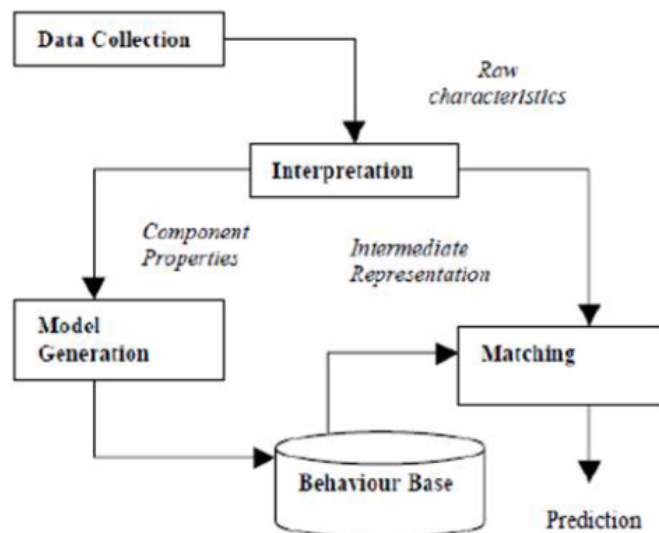 Data Collection
Raw
characteristics
Interpretation
Component
Properties
Intermediate
Representation
Model
Generation
Matching
Behaviour Base
Prediction